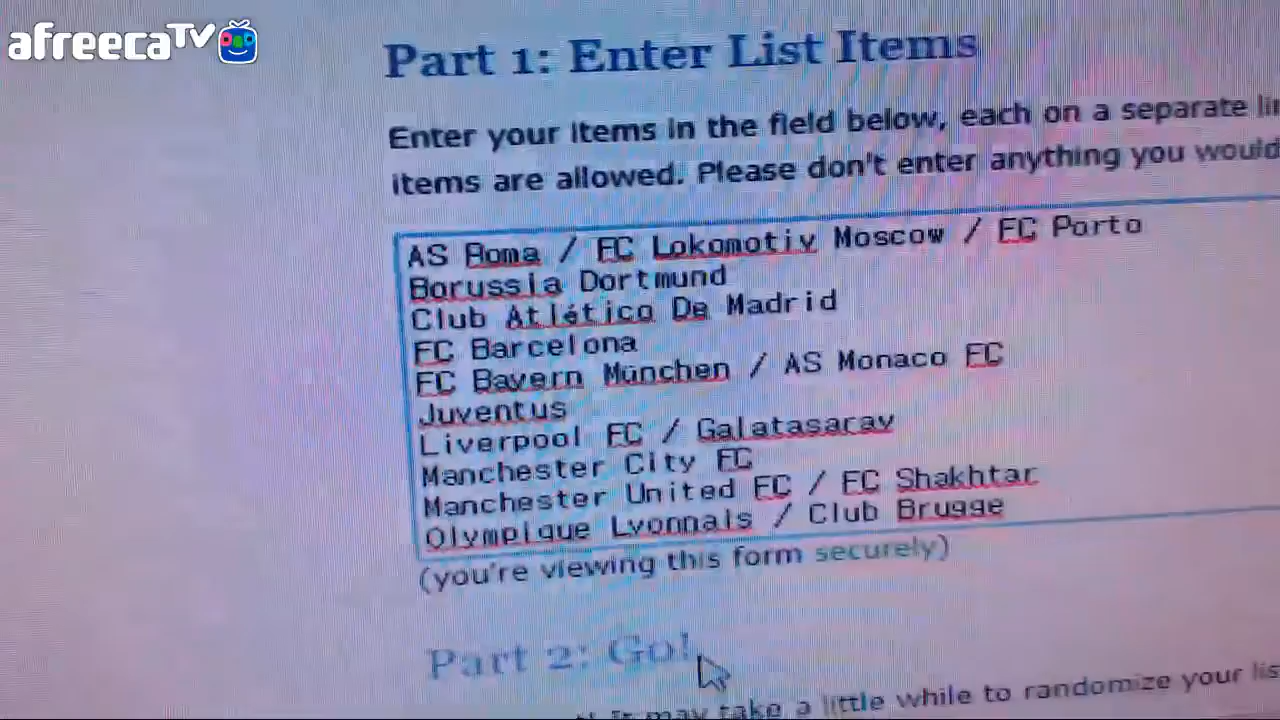 afreecaTV
Part 1: Enter List Items
Enter your items in the field below, each on a separate
items are allowed. Please don't enter anything you would
AS Roma / FC Lokomotiv Moscow / FC Porto
Borussia Dortmund
Club Atlético De Madrid
FC Barcelona
FC Bayern München / AS Monaco FC
Juventus
Liverpool FC / Galatasaray
Manchester City FC
Manchester United FC / FC Shakhtar
Olympique Lyonnais / Club Brugge
(you're viewing this form securely)
Part 2: Go!
It may take a little while to randomize your